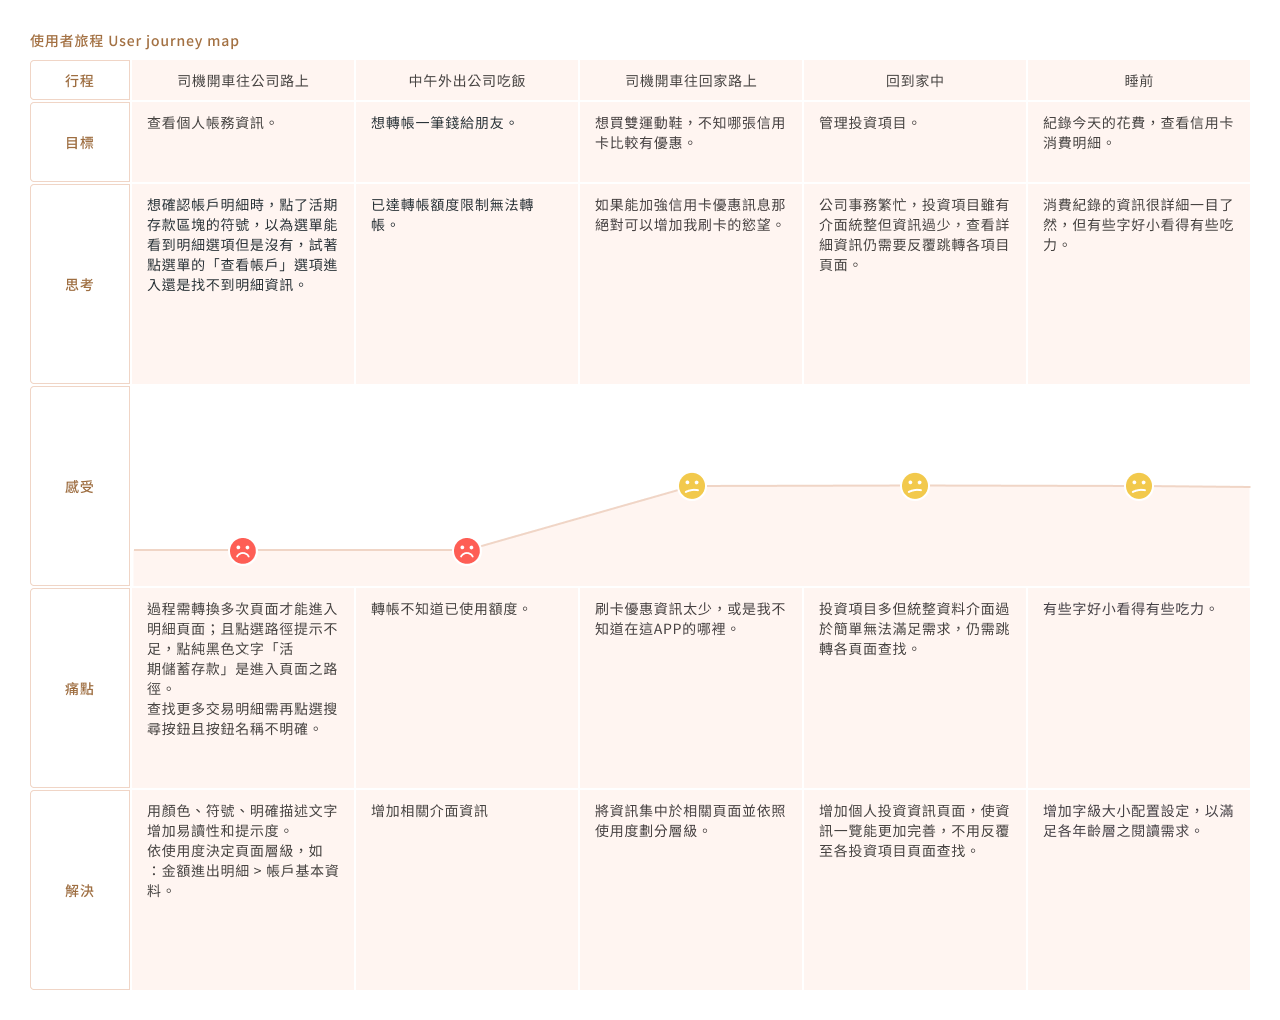 使用者旅程 User journey map
行程
司機開車往公司路上
中午外出公司吃飯
司機開車往回家路上
回到家中
睡前
目標
查看個人帳務資訊。
想轉帳一筆錢給朋友。
想買雙運動鞋，不知哪張信用
卡比較有優惠。
管理投資項目。
紀錄今天的花費，查看信用卡
消費明細。
思考
想確認帳戶明細時，點了活期
存款區塊的符號，以為選單能
看到明細選項但是沒有，試著
點選單的「查看帳戶」選項進
入還是找不到明細資訊。
已達轉帳額度限制無法轉
帳。
如果能加強信用卡優惠訊息那
絕對可以增加我刷卡的慾望。
公司事務繁忙，投資項目雖有
介面統整但資訊過少，查看詳
細資訊仍需要反覆跳轉各項目
頁面。
消費紀錄的資訊很詳細一目了
然，但有些字好小看得有些吃
力。
感受
痛點
過程需轉換多次頁面才能進入
明細頁面；且點選路徑提示不
足，點純黑色文字「活
期儲蓄存款」是進入頁面之路
徑。
查找更多交易明細需再點選搜
尋按鈕且按鈕名稱不明確。
轉帳不知道已使用額度。
刷卡優惠資訊太少，或是我不
知道在這APP的哪裡。
投資項目多但統整資料介面過
於簡單無法滿足需求，仍需跳
轉各頁面查找。
有些字好小看得有些吃力。
解決
用顏色、符號、明確描述文字
增加易讀性和提示度。
依使用度決定頁面層級，如
：金額進出明細 > 帳戶基本資
料。
增加相關介面資訊
將資訊集中於相關頁面並依照
使用度劃分層級。
增加個人投資資訊頁面，使資
訊一覽能更加完善，不用反覆
至各投資項目頁面查找。
增加字級大小配置設定，以滿
足各年齡層之閱讀需求。